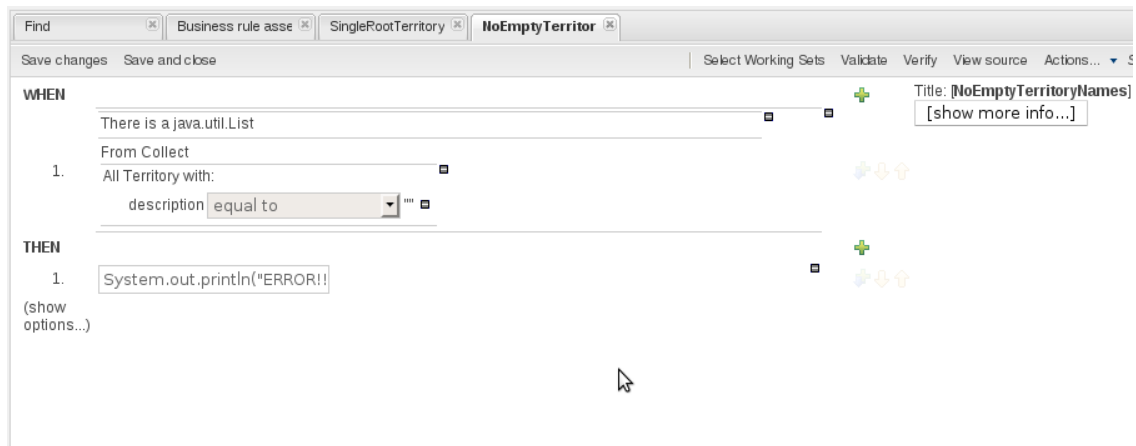 Find Business rule asse SingleRootTerritory NoEmptyTerritor
Save changes Save and close Select Working Sets Validate Verify View source Actions...
WHEN
Title: [NoEmptyTerritoryNames]
[show more info...]
There is a java.util.List
From Collect
1.
All Territory with:
description equal to ""
THEN
1. System.out.println("ERROR!!
(show
options...)